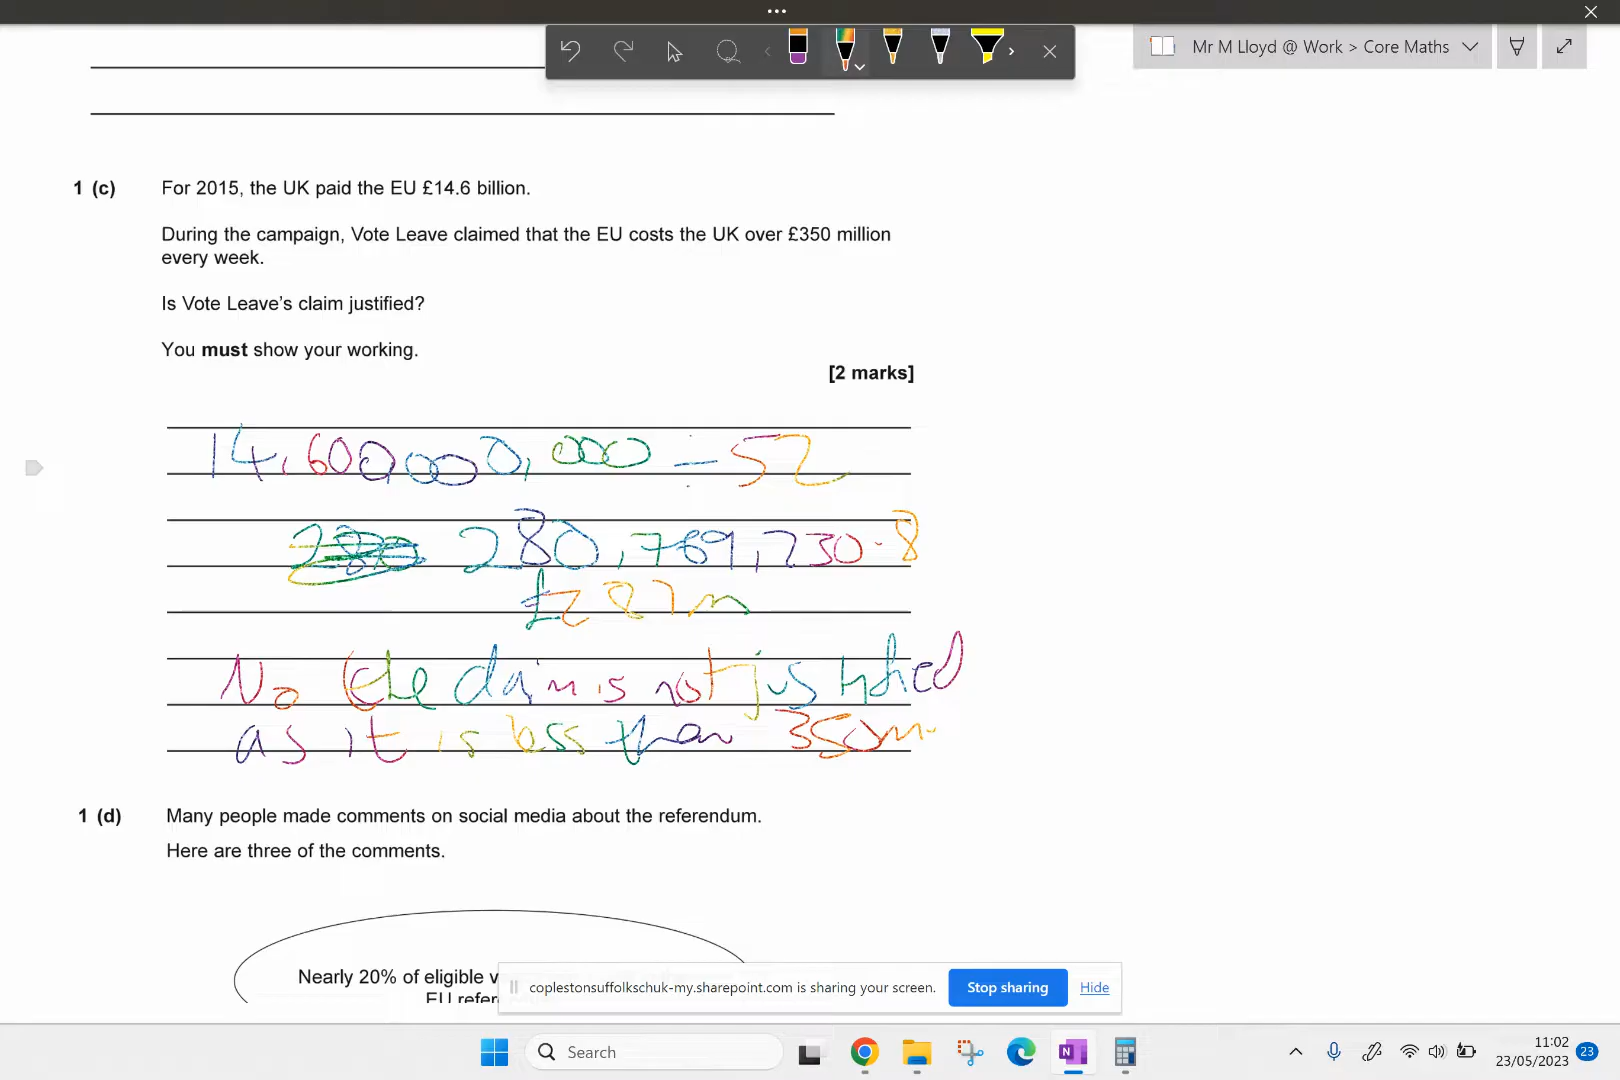 Mr M Lloyd @ Work > Core Maths
1 (c) For 2015, the UK paid the EU £14.6 billion.
During the campaign, Vote Leave claimed that the EU costs the UK over £350 million
every week.
Is Vote Leave's claim justified?
You must show your working.
[2 marks]
14,600,000,000 ÷ 52
280,769,230.8
£281m
No the claim is not justified
as it is less than 350m.
1 (d) Many people made comments on social media about the referendum.
Here are three of the comments.
Nearly 20% of eligible v
EU refer
coplestonsuffolkschuk-my.sharepoint.com is sharing your screen. Stop sharing Hide
Search
11:02
23/05/2023 23